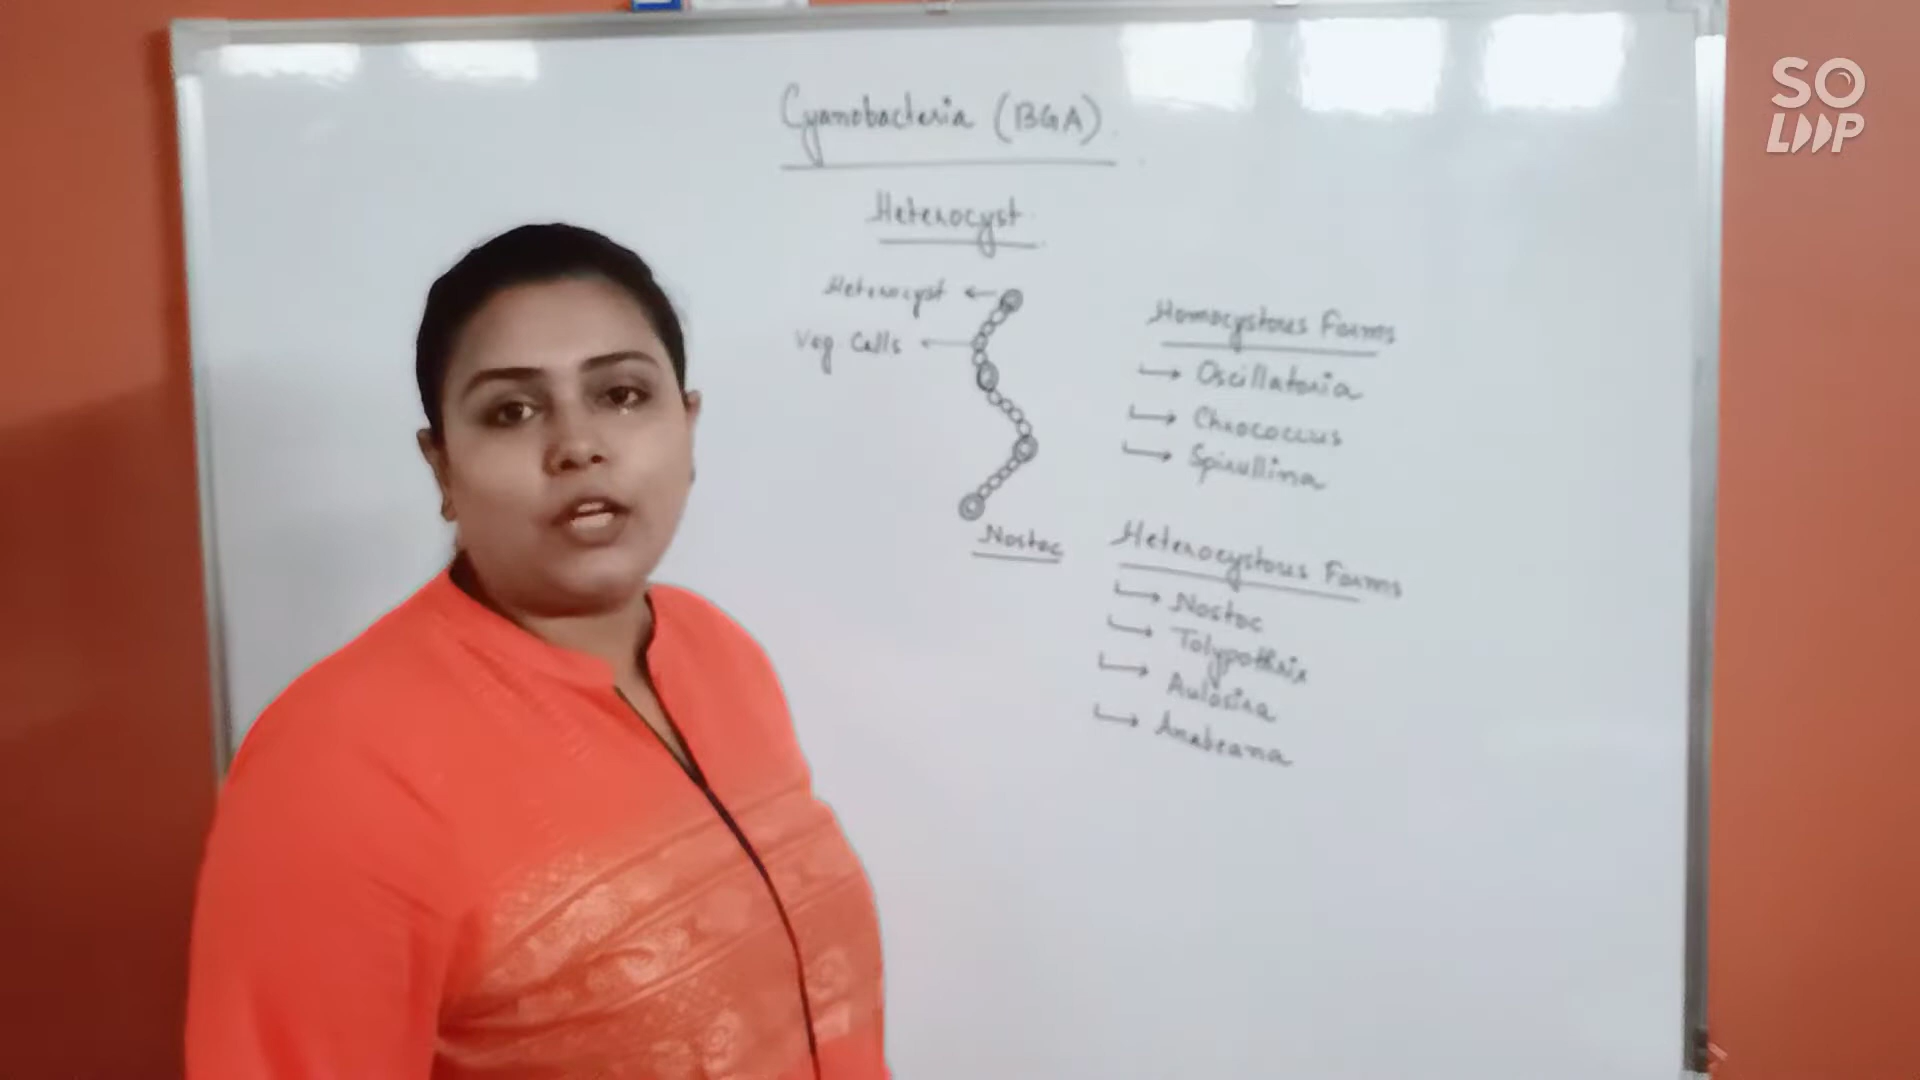 Cyanobacteria (BGA)
Heterocyst
Heterocyst
Veg. Cells
Nostoc
Homocystous Forms
Oscillatoria
Chrococcus
Spirullina
Heterocystous Forms
Nostoc
Tolypothrix
Aulosira
Anabeana
SO
LOOP